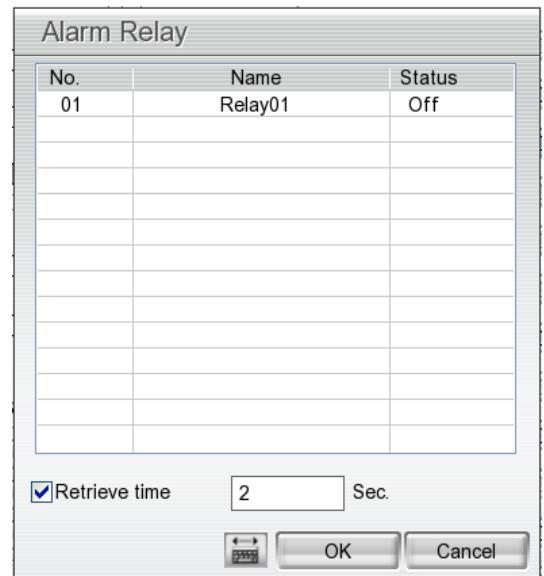 Alarm Relay
No. Name Status
01 Relay01 Off
Retrieve time 2 Sec.
OK Cancel